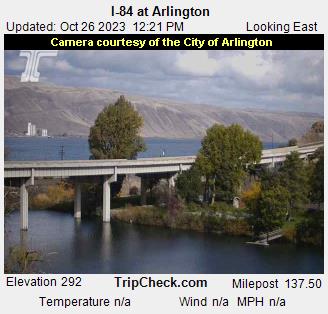 I-84 at Arlington
Updated: Oct 26 2023 12:21 PM Looking East
Camera courtesy of the City of Arlington
Elevation 292 TripCheck.com Milepost 137.50
Temperature n/a Wind n/a MPH n/a